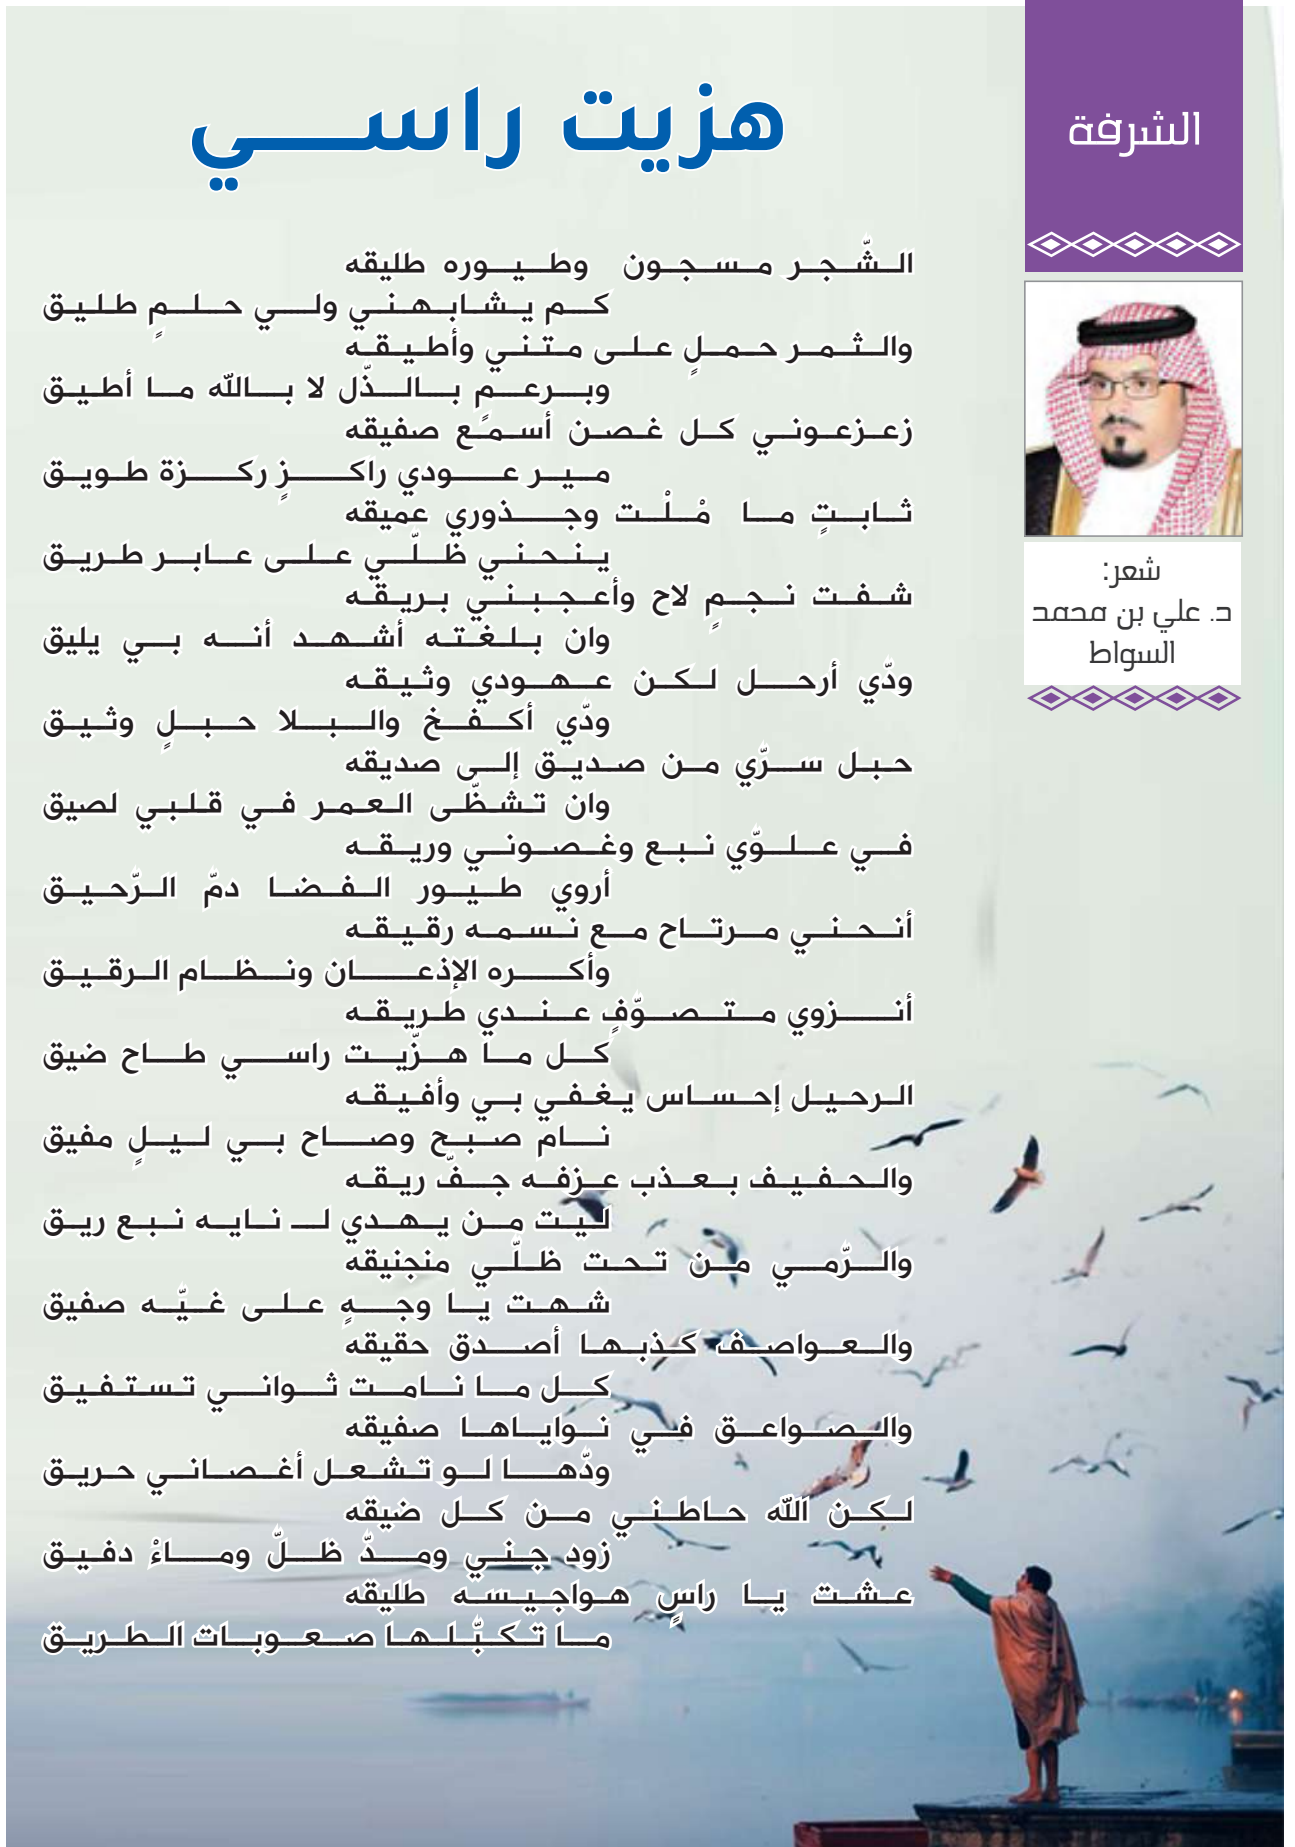 الشرفة
هزيت راسي
الشّجر مسجون وطيوره طليقه
كم يشابهني ولي حلمٍ طليق
والثمر حملٍ على متني وأطيقه
وبرعمٍ بالذّل لا بالله ما أطيق
زعزعوني كل غصن أسمَع صفيقه
مير عودي راكزٍ ركزة طويق
ثابتٍ ما مْلْت وجذوري عميقه
ينحني ظلّي على عابر طريق
شفت نجمٍ لاح وأعجبني بريقه
وان بلغته أشهد أنه بي يليق
ودّي أرحل لكن عهودي وثيقه
ودّي أكفخ والبلا حبلٍ وثيق
حبل سرّي من صديق إلى صديقه
وان تشظّى العمر في قلبي لصيق
في علوّي نبع وغصوني وريقه
أروي طيور الفضا دمّ الرّحيق
أنحني مرتاح مع نسمه رقيقه
وأكره الإذعان ونظام الرقيق
أنزوي متصوّفٍ عندي طريقه
كل ما هزّيت راسي طاح ضيق
الرحيل إحساس يغفي بي وأفيقه
نام صبح وصاح بي ليلٍ مفيق
والحفيف بعذب عزفه جفّ ريقه
ليت من يهدي لـ نايه نبع ريق
والرّمي من تحت ظلّي منجنيقه
شهت يا وجهٍ على غيّه صفيق
والعواصف كذبها أصدق حقيقه
كل ما نامت ثواني تستفيق
والصواعق في نواياها صفيقه
ودّها لو تشعل أغصاني حريق
لكن الله حاطني من كل ضيقه
زود جني ومدّ ظلّ وماءْ دفيق
عشت يا راسٍ هواجيسه طليقه
ما تكبّلها صعوبات الطريق
شعر:
د. علي بن محمد
السواط